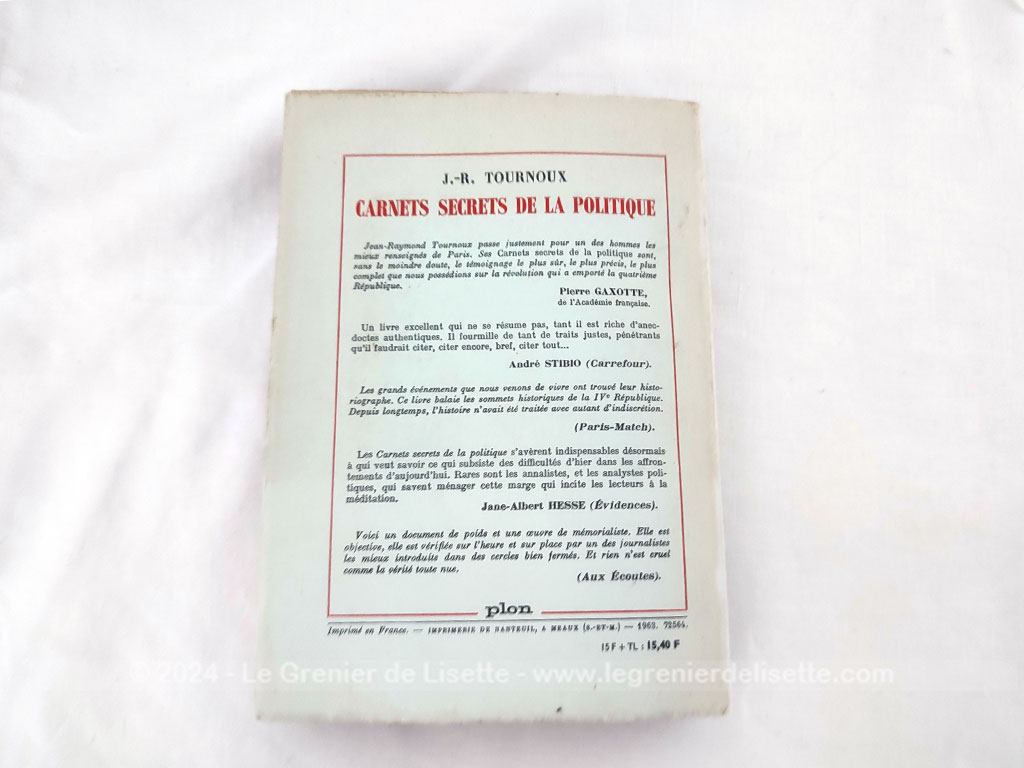 J.-R. TOURNOUX
CARNETS SECRETS DE LA POLITIQUE
Jean-Raymond Tournoux passe justement pour un des hommes les
mieux renseignés de Paris. Ses Carnets secrets de la politique sont,
sans le moindre doute, le témoignage le plus sûr, le plus précis, le plus
complet que nous possédions sur la révolution qui a emporté la quatrième
République.
Pierre GAXOTTE,
de l'Académie française.
Un livre excellent qui ne se résume pas, tant il est riche d'anec-
doctes authentiques. Il fourmille de tant de traits justes, pénétrants
qu'il faudrait citer, citer encore, bref, citer tout...
André STIBIO (Carrefour).
Les grands événements que nous venons de vivre ont trouvé leur histo-
riographe. Ce livre balaie les sommets historiques de la IVe République.
Depuis longtemps, l'histoire n'avait été traitée avec autant d'indiscrétion.
(Paris-Match).
Les Carnets secrets de la politique s'avèrent indispensables désormais
à qui veut savoir ce qui subsiste des difficultés d'hier dans les affron-
tements d'aujourd'hui. Rares sont les annalistes, et les analystes poli-
tiques, qui savent ménager cette marge qui incite les lecteurs à la
méditation.
Jane-Albert HESSE (Évidences).
Voici un document de poids et une œuvre de mémorialiste. Elle est
objective, elle est vérifiée sur l'heure et sur place par un des journalistes
les mieux introduits dans des cercles bien fermés. Et rien n'est cruel
comme la vérité toute nue.
(Aux Écoutes).
plon
Imprimé en France. — IMPRIMERIE DE NANTEUIL, A MEAUX (S.-ET-M.) — 1963. 72564.
15 F + TL : 15,40 F
© 2024 - Le Grenier de Lisette - www.legrenierdelisette.com